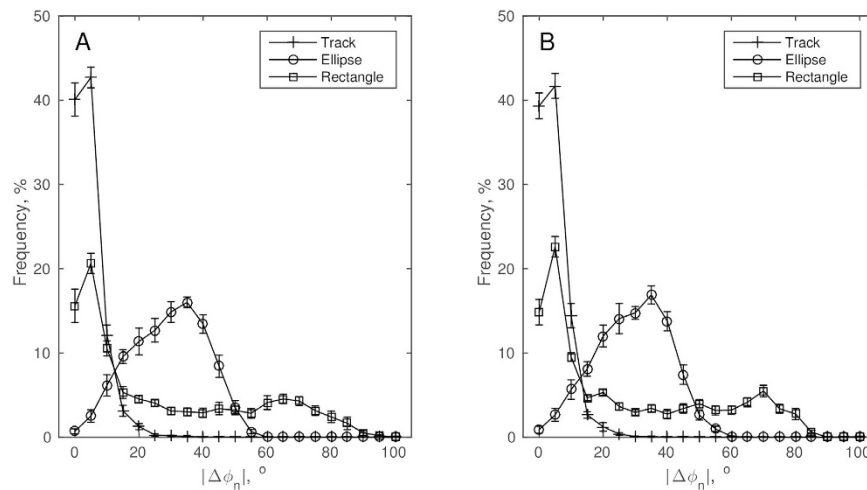 A
Track
Ellipse
Rectangle
Frequency, %
50
40
30
20
10
0
0 20 40 60 80 100
|Δϕn|, o
B
Track
Ellipse
Rectangle
Frequency, %
50
40
30
20
10
0
0 20 40 60 80 100
|Δϕn|, o